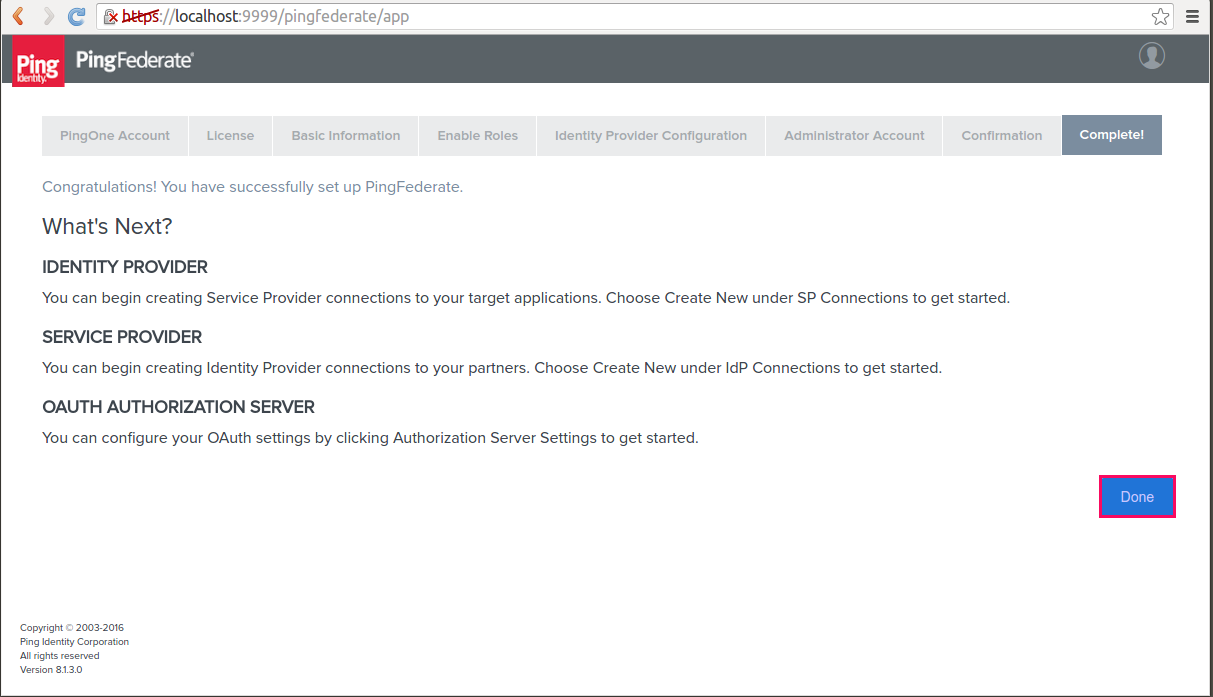 https://localhost:9999/pingfederate/app
Ping
Identity.
PingFederate®
PingOne Account License Basic Information Enable Roles Identity Provider Configuration Administrator Account Confirmation Complete!
Congratulations! You have successfully set up PingFederate.
What's Next?
IDENTITY PROVIDER
You can begin creating Service Provider connections to your target applications. Choose Create New under SP Connections to get started.
SERVICE PROVIDER
You can begin creating Identity Provider connections to your partners. Choose Create New under IdP Connections to get started.
OAUTH AUTHORIZATION SERVER
You can configure your OAuth settings by clicking Authorization Server Settings to get started.
Done
Copyright © 2003-2016
Ping Identity Corporation
All rights reserved
Version 8.1.3.0